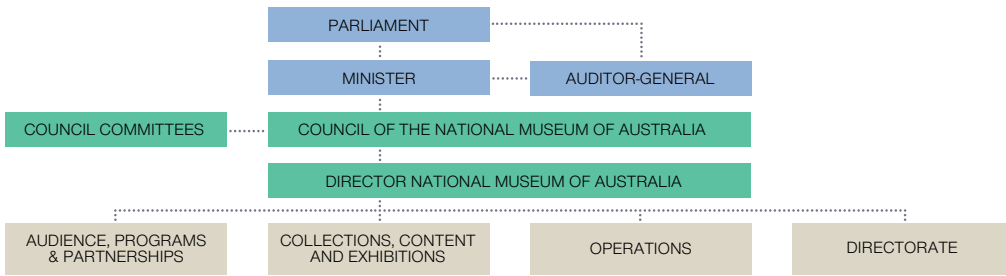 PARLIAMENT
MINISTER
AUDITOR-GENERAL
COUNCIL COMMITTEES
COUNCIL OF THE NATIONAL MUSEUM OF AUSTRALIA
DIRECTOR NATIONAL MUSEUM OF AUSTRALIA
AUDIENCE, PROGRAMS
& PARTNERSHIPS
COLLECTIONS, CONTENT
AND EXHIBITIONS
OPERATIONS
DIRECTORATE